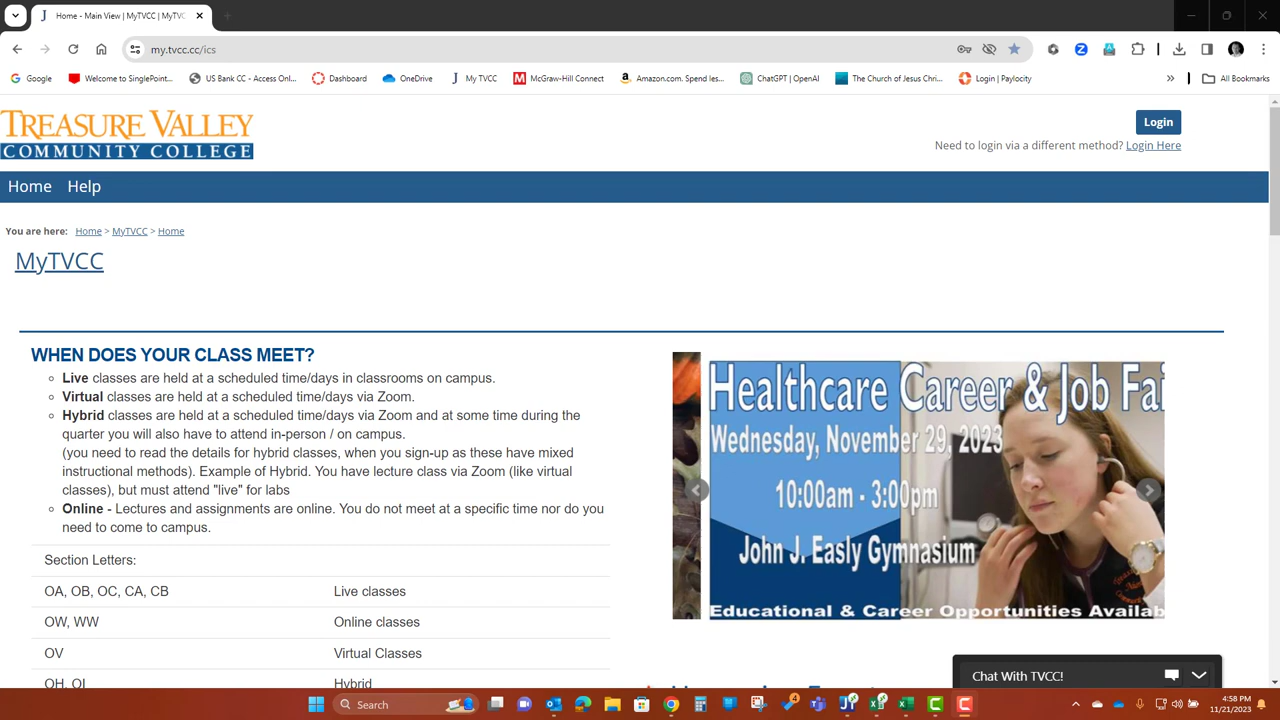 Home - Main View | MyTVCC | MyTVC
my.tvcc.cc/ics
Google
Welcome to SinglePoint...
US Bank CC - Access Onl...
Dashboard
OneDrive
My TVCC
McGraw-Hill Connect
Amazon.com. Spend les...
ChatGPT | OpenAI
The Church of Jesus Chri...
Login | Paylocity
All Bookmarks
TREASURE VALLEY
COMMUNITY COLLEGE
Login
Need to login via a different method? Login Here
Home Help
You are here: Home > MyTVCC > Home
MyTVCC
WHEN DOES YOUR CLASS MEET?
Live classes are held at a scheduled time/days in classrooms on campus.
Virtual classes are held at a scheduled time/days via Zoom.
Hybrid classes are held at a scheduled time/days via Zoom and at some time during the
quarter you will also have to attend in-person / on campus.
(you need to read the details for hybrid classes, when you sign-up as these have mixed
instructional methods). Example of Hybrid. You have lecture class via Zoom (like virtual
classes), but must attend "live" for labs
Online - Lectures and assignments are online. You do not meet at a specific time nor do you
need to come to campus.
Section Letters:
OA, OB, OC, CA, CB Live classes
OW, WW Online classes
OV Virtual Classes
OH, OI Hybrid
Healthcare Career & Job Fai
Wednesday, November 29, 2023
10:00am - 3:00pm
John J. Easly Gymnasium
Educational & Career Opportunities Availab
Chat With TVCC!
Search
4
4:58 PM
11/21/2023